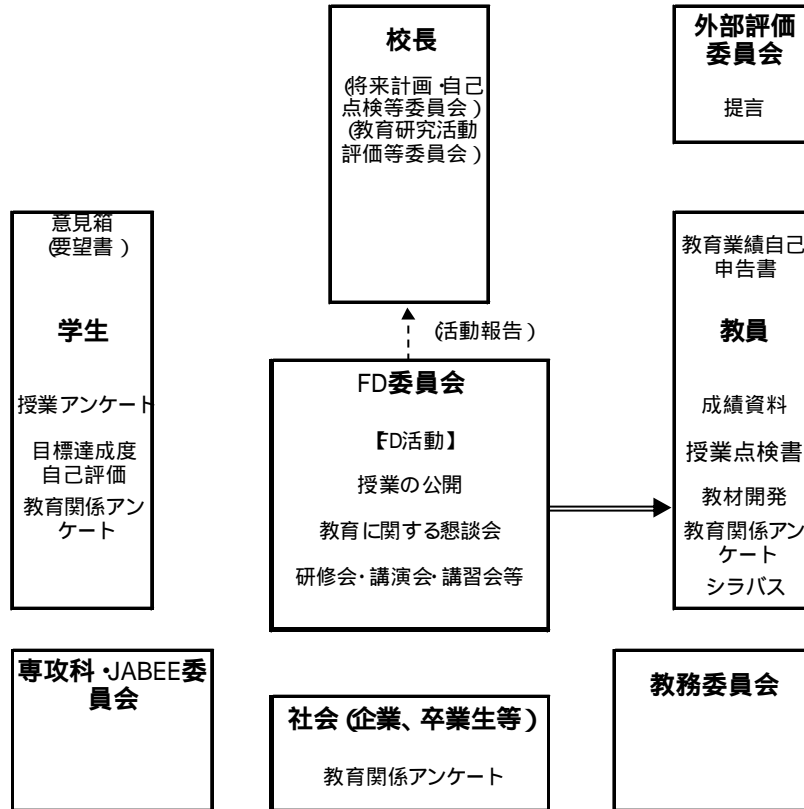 校長
(将来計画・自己
点検等委員会)
(教育研究活動
評価等委員会)
外部評価
委員会
提言
意見箱
(要望書)
学生
授業アンケート
目標達成度
自己評価
教育関係アン
ケート
(活動報告)
FD委員会
【FD活動】
授業の公開
教育に関する懇談会
研修会・講演会・講習会等
教育業績自己
申告書
教員
成績資料
授業点検書
教材開発
教育関係アン
ケート
シラバス
専攻科・JABEE委
員会
社会(企業、卒業生等)
教育関係アンケート
教務委員会